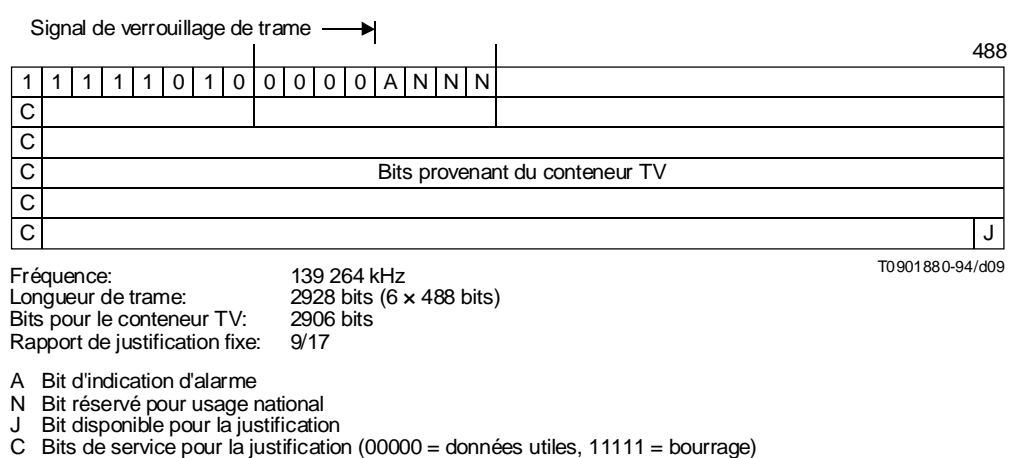 Signal de verrouillage de trame
488
1 1 1 1 1 0 1 0 0 0 0 0 A N N N
C
C
C Bits provenant du conteneur TV
C
C J
T0901880-94/d09
Fréquence: 139 264 kHz
Longueur de trame: 2928 bits (6 × 488 bits)
Bits pour le conteneur TV: 2906 bits
Rapport de justification fixe: 9/17
A Bit d'indication d'alarme
N Bit réservé pour usage national
J Bit disponible pour la justification
C Bits de service pour la justification (00000 = données utiles, 11111 = bourrage)